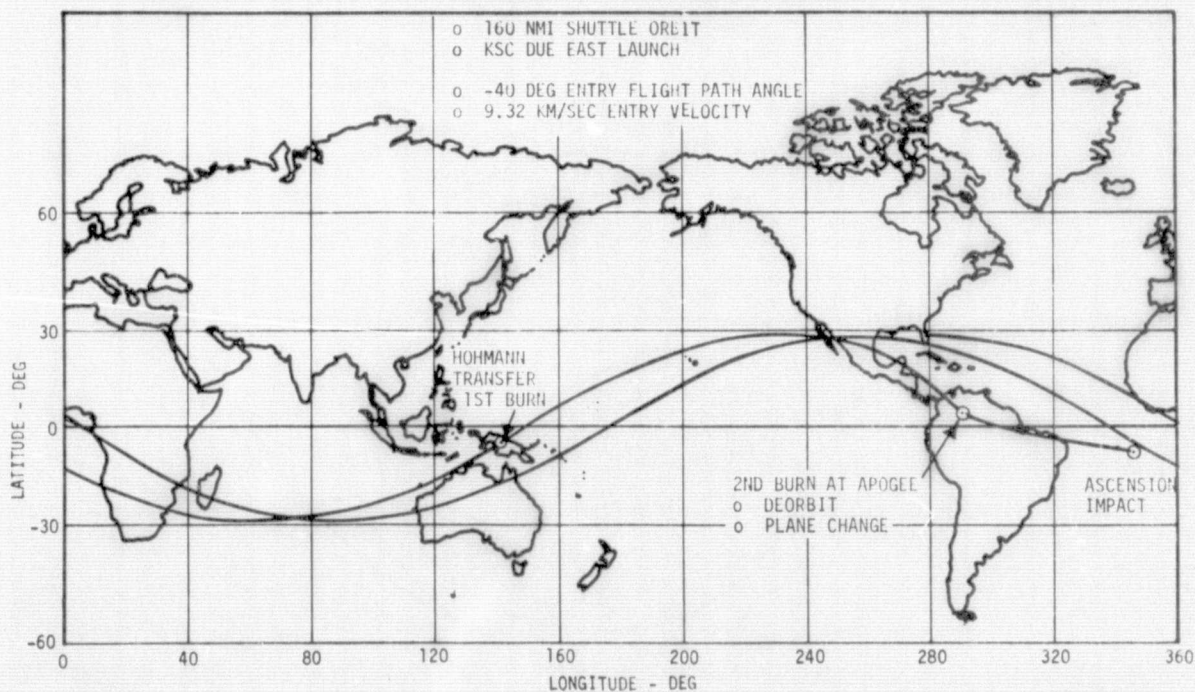 o 160 NMI SHUTTLE ORBIT
o KSC DUE EAST LAUNCH
o -40 DEG ENTRY FLIGHT PATH ANGLE
o 9.32 KM/SEC ENTRY VELOCITY
60
30
0
-30
-60
LATITUDE - DEG
HOHMANN
TRANSFER
1ST BURN
2ND BURN AT APOGEE
o DEORBIT
o PLANE CHANGE
ASCENSION
IMPACT
0 40 80 120 160 200 240 280 320 360
LONGITUDE - DEG